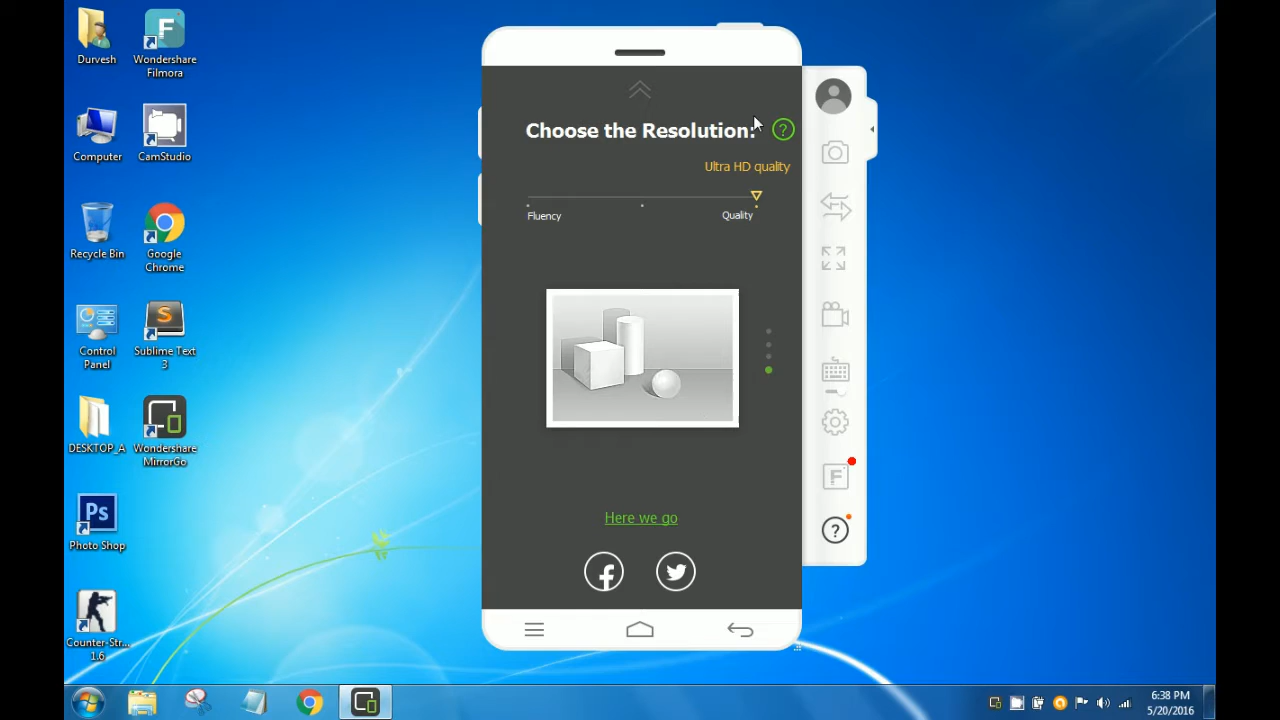 Durvesh
Wondershare
Filmora
Computer
CamStudio
Recycle Bin
Google
Chrome
Control
Panel
Sublime Text
3
DESKTOP_A
Wondershare
MirrorGo
Ps
Photo Shop
Counter-Str...
1.6
Choose the Resolution:
?
Ultra HD quality
Fluency
Quality
Here we go
F
?
6:38 PM
5/20/2016